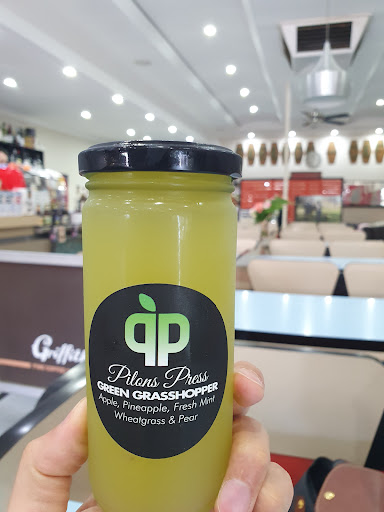 PP
Pilons Press
GREEN GRASSHOPPER
Apple, Pineapple, Fresh Mint
Wheatgrass & Pear